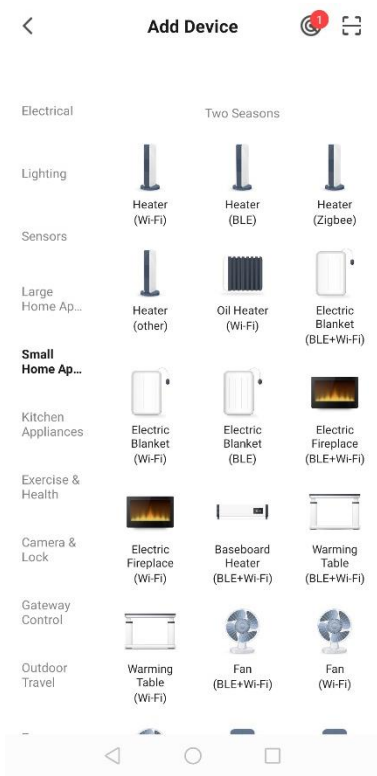 Add Device
1
Electrical
Lighting
Sensors
Large
Home Ap...
Small
Home Ap...
Kitchen
Appliances
Exercise &
Health
Camera &
Lock
Gateway
Control
Outdoor
Travel
Two Seasons
Heater
(Wi-Fi)
Heater
(BLE)
Heater
(Zigbee)
Heater
(other)
Oil Heater
(Wi-Fi)
Electric
Blanket
(BLE+Wi-Fi)
Electric
Blanket
(Wi-Fi)
Electric
Blanket
(BLE)
Electric
Fireplace
(BLE+Wi-Fi)
Electric
Fireplace
(Wi-Fi)
Baseboard
Heater
(BLE+Wi-Fi)
Warming
Table
(BLE+Wi-Fi)
Warming
Table
(Wi-Fi)
Fan
(BLE+Wi-Fi)
Fan
(Wi-Fi)